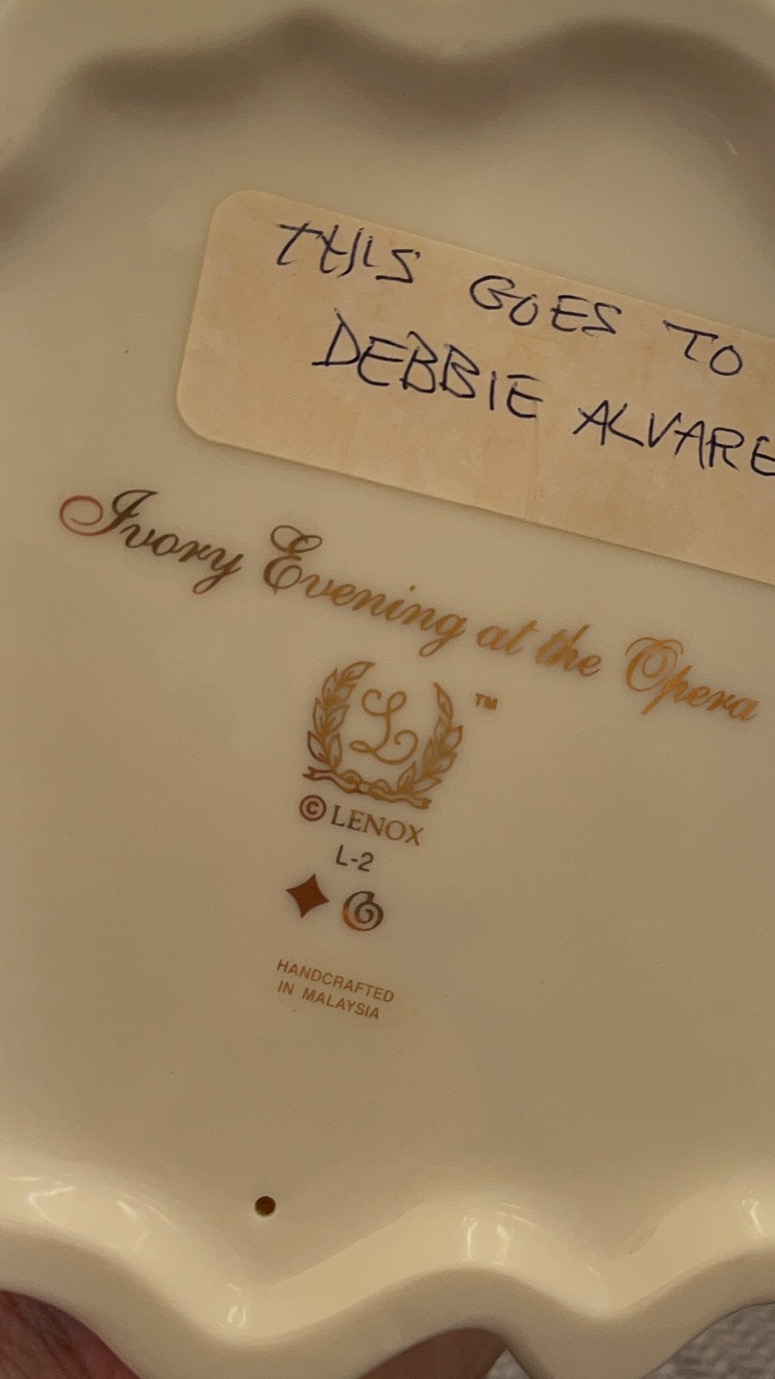 THIS GOES TO
DEBBIE ALVARE
Ivory Evening at the Opera
L ™
© LENOX
L-2
HANDCRAFTED
IN MALAYSIA